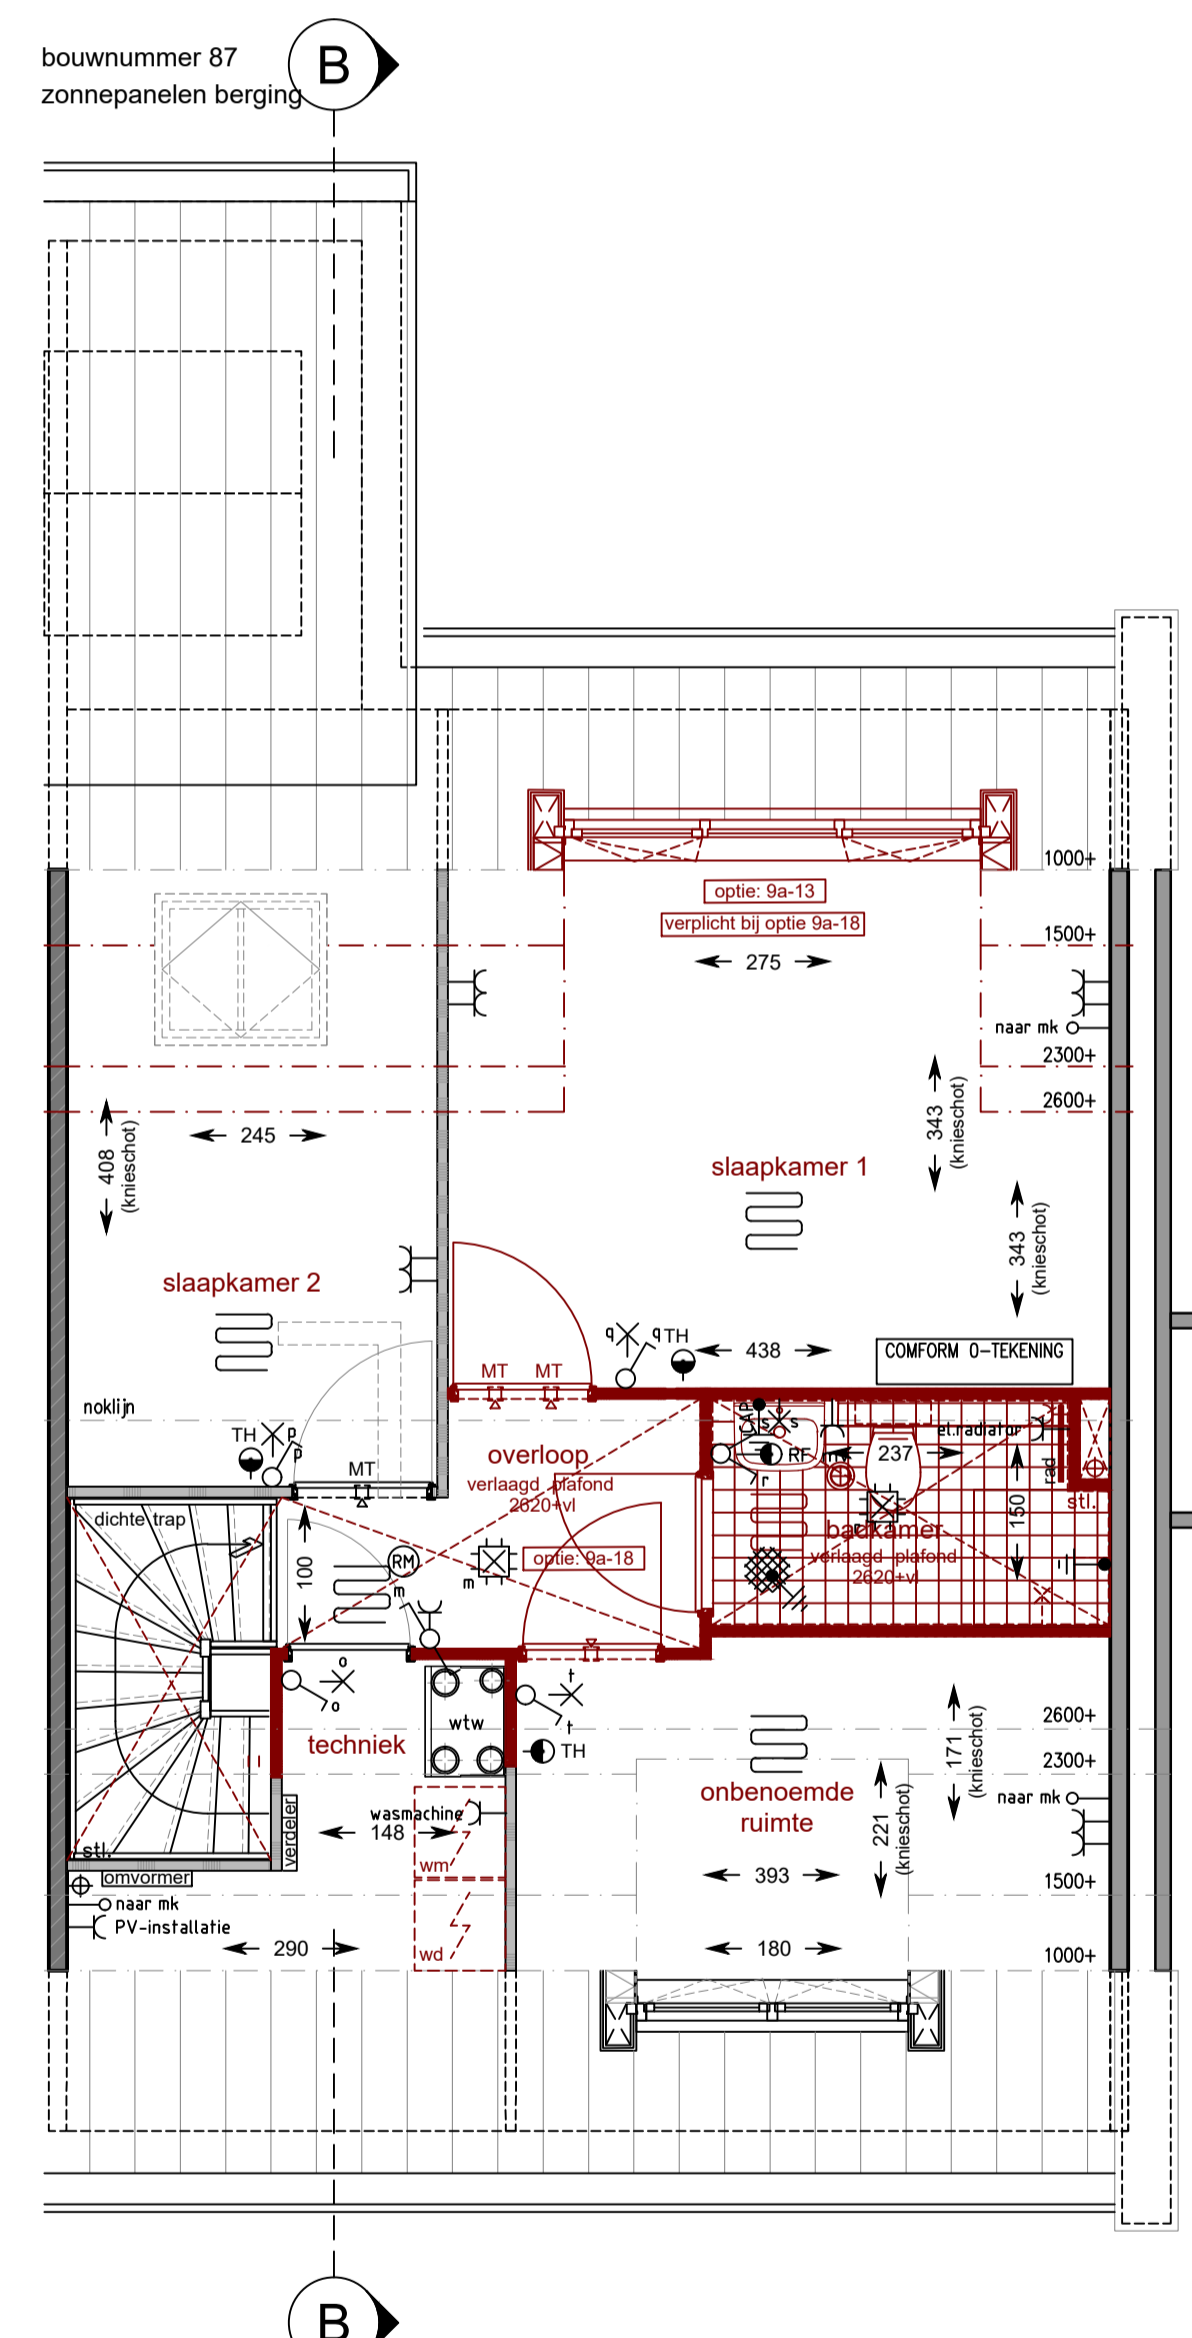 bouwnummer 87
zonnepanelen berging
B
1000+
optie: 9a-13
verplicht bij optie 9a-18
1500+
275
naar mk
2300+
2600+
245
408
(knieschot)
343
(knieschot)
slaapkamer 1
343
(knieschot)
slaapkamer 2
q
q TH
438
COMFORM 0-TEKENING
MT
MT
noklijn
TH
p
p
MT
overloop
verlaagd plafond
2620+vl
s
s
RF
237
el.radiator
rad
150
stl.
r
badkamer
verlaagd plafond
2620+vl
dichte trap
100
RM
m
m
optie: 9a-18
o
o
t
t
wtw
TH
techniek
2600+
171
(knieschot)
2300+
onbenoemde
ruimte
naar mk
221
(knieschot)
wasmachine
148
verdeler
wm
393
stl.
omvormer
1500+
naar mk
PV-installatie
wd
290
180
1000+
B